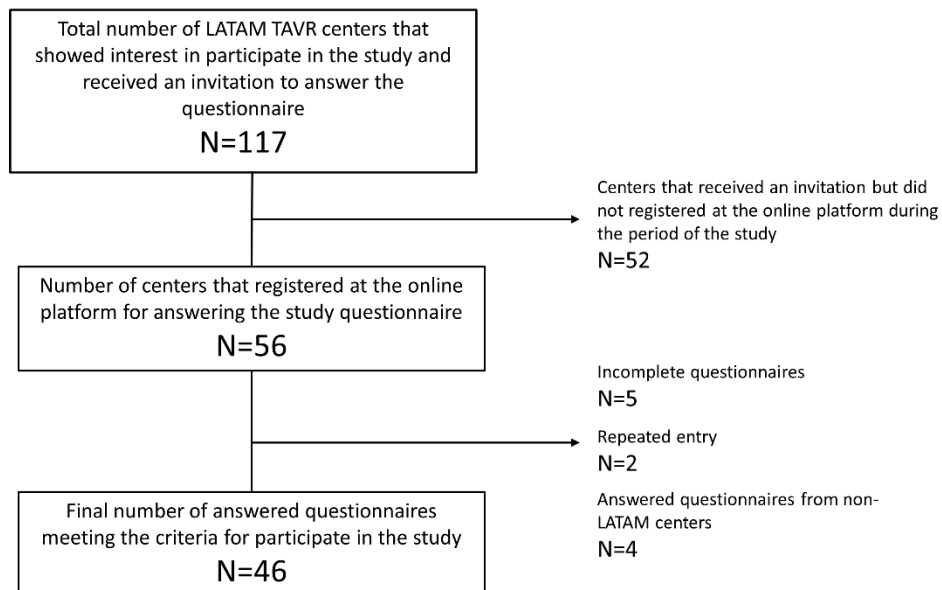 Total number of LATAM TAVR centers that
showed interest in participate in the study and
received an invitation to answer the
questionnaire
N=117
Centers that received an invitation but did
not registered at the online platform during
the period of the study
N=52
Number of centers that registered at the online
platform for answering the study questionnaire
N=56
Incomplete questionnaires
N=5
Repeated entry
N=2
Answered questionnaires from non-
LATAM centers
N=4
Final number of answered questionnaires
meeting the criteria for participate in the study
N=46